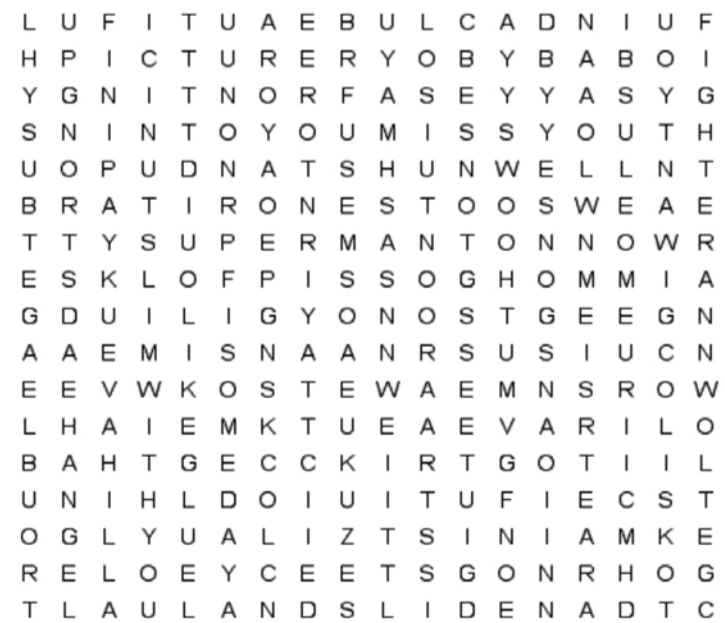 L U F I T U A E B U L C A D N I U F
H P I C T U R E R Y O B Y B A B O I
Y G N I T N O R F A S E Y Y A S Y G
S N I N T O Y O U M I S S Y O U T H
U O P U D N A T S H U N W E L L N T
B R A T I R O N E S T O O S W E A E
T T Y S U P E R M A N T O N N O W R
E S K L O F P I S S O G H O M M I A
G D U I L I G Y O N O S T G E E G N
A A E M I S N A A N R S U S I U C N
E E V W K O S T E W A E M N S R O W
L H A I E M K T U E A E V A R I L O
B A H T G E C C K I R T G O T I I L
U N I H L D O I U I T U F I E C S T
O G L Y U A L I Z T S I N I A M K E
R E L O E Y C E E T S G O N R H O G
T L A U L A N D S L I D E N A D T C